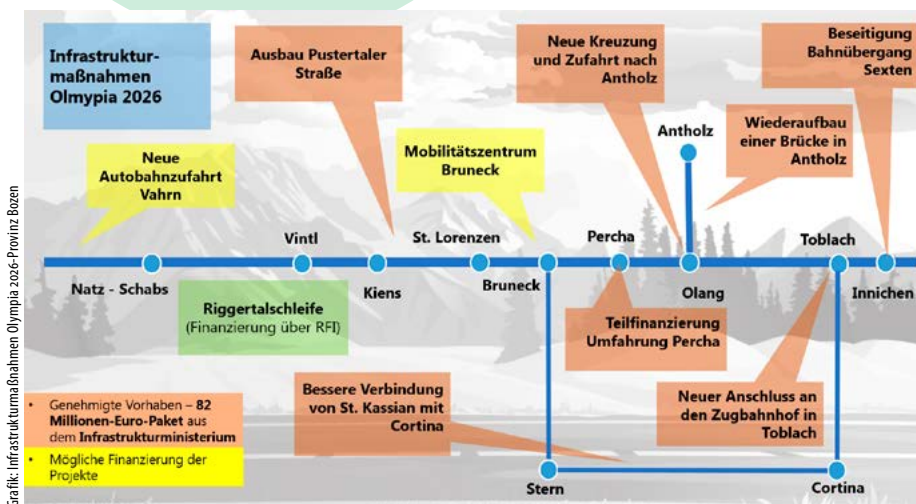 Infrastruktur-
maßnahmen
Olmypia 2026
Ausbau Pustertaler
Straße
Neue Kreuzung
und Zufahrt nach
Antholz
Beseitigung
Bahnübergang
Sexten
Neue
Autobahnzufahrt
Vahrn
Mobilitätszentrum
Bruneck
Antholz
Wiederaufbau
einer Brücke in
Antholz
Vintl
St. Lorenzen
Percha
Toblach
Natz - Schabs
Kiens
Bruneck
Olang
Innichen
Riggertalschleife
(Finanzierung über RFI)
Teilfinanzierung
Umfahrung Percha
Bessere Verbindung
von St. Kassian mit
Cortina
Neuer Anschluss an
den Zugbahnhof in
Toblach
• Genehmigte Vorhaben – 82
Millionen-Euro-Paket aus
dem Infrastrukturministerium
• Mögliche Finanzierung der
Projekte
Stern
Cortina
Grafik: Infrastrukturmaßnahmen Olympia 2026-Provinz Bozen